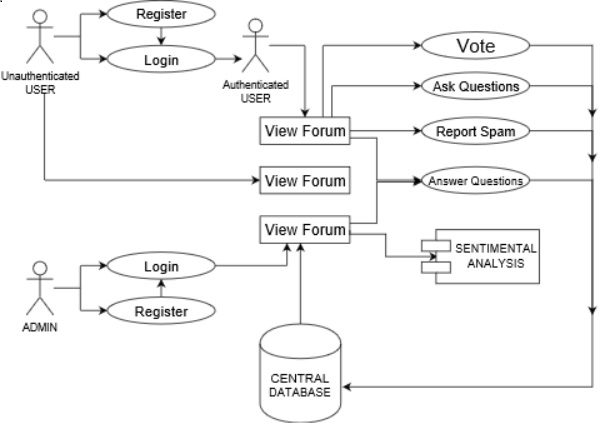 Register
Login
Unauthenticated
USER
Authenticated
USER
Vote
Ask Questions
View Forum
Report Spam
View Forum
Answer Questions
View Forum
SENTIMENTAL
ANALYSIS
Login
Register
ADMIN
CENTRAL
DATABASE